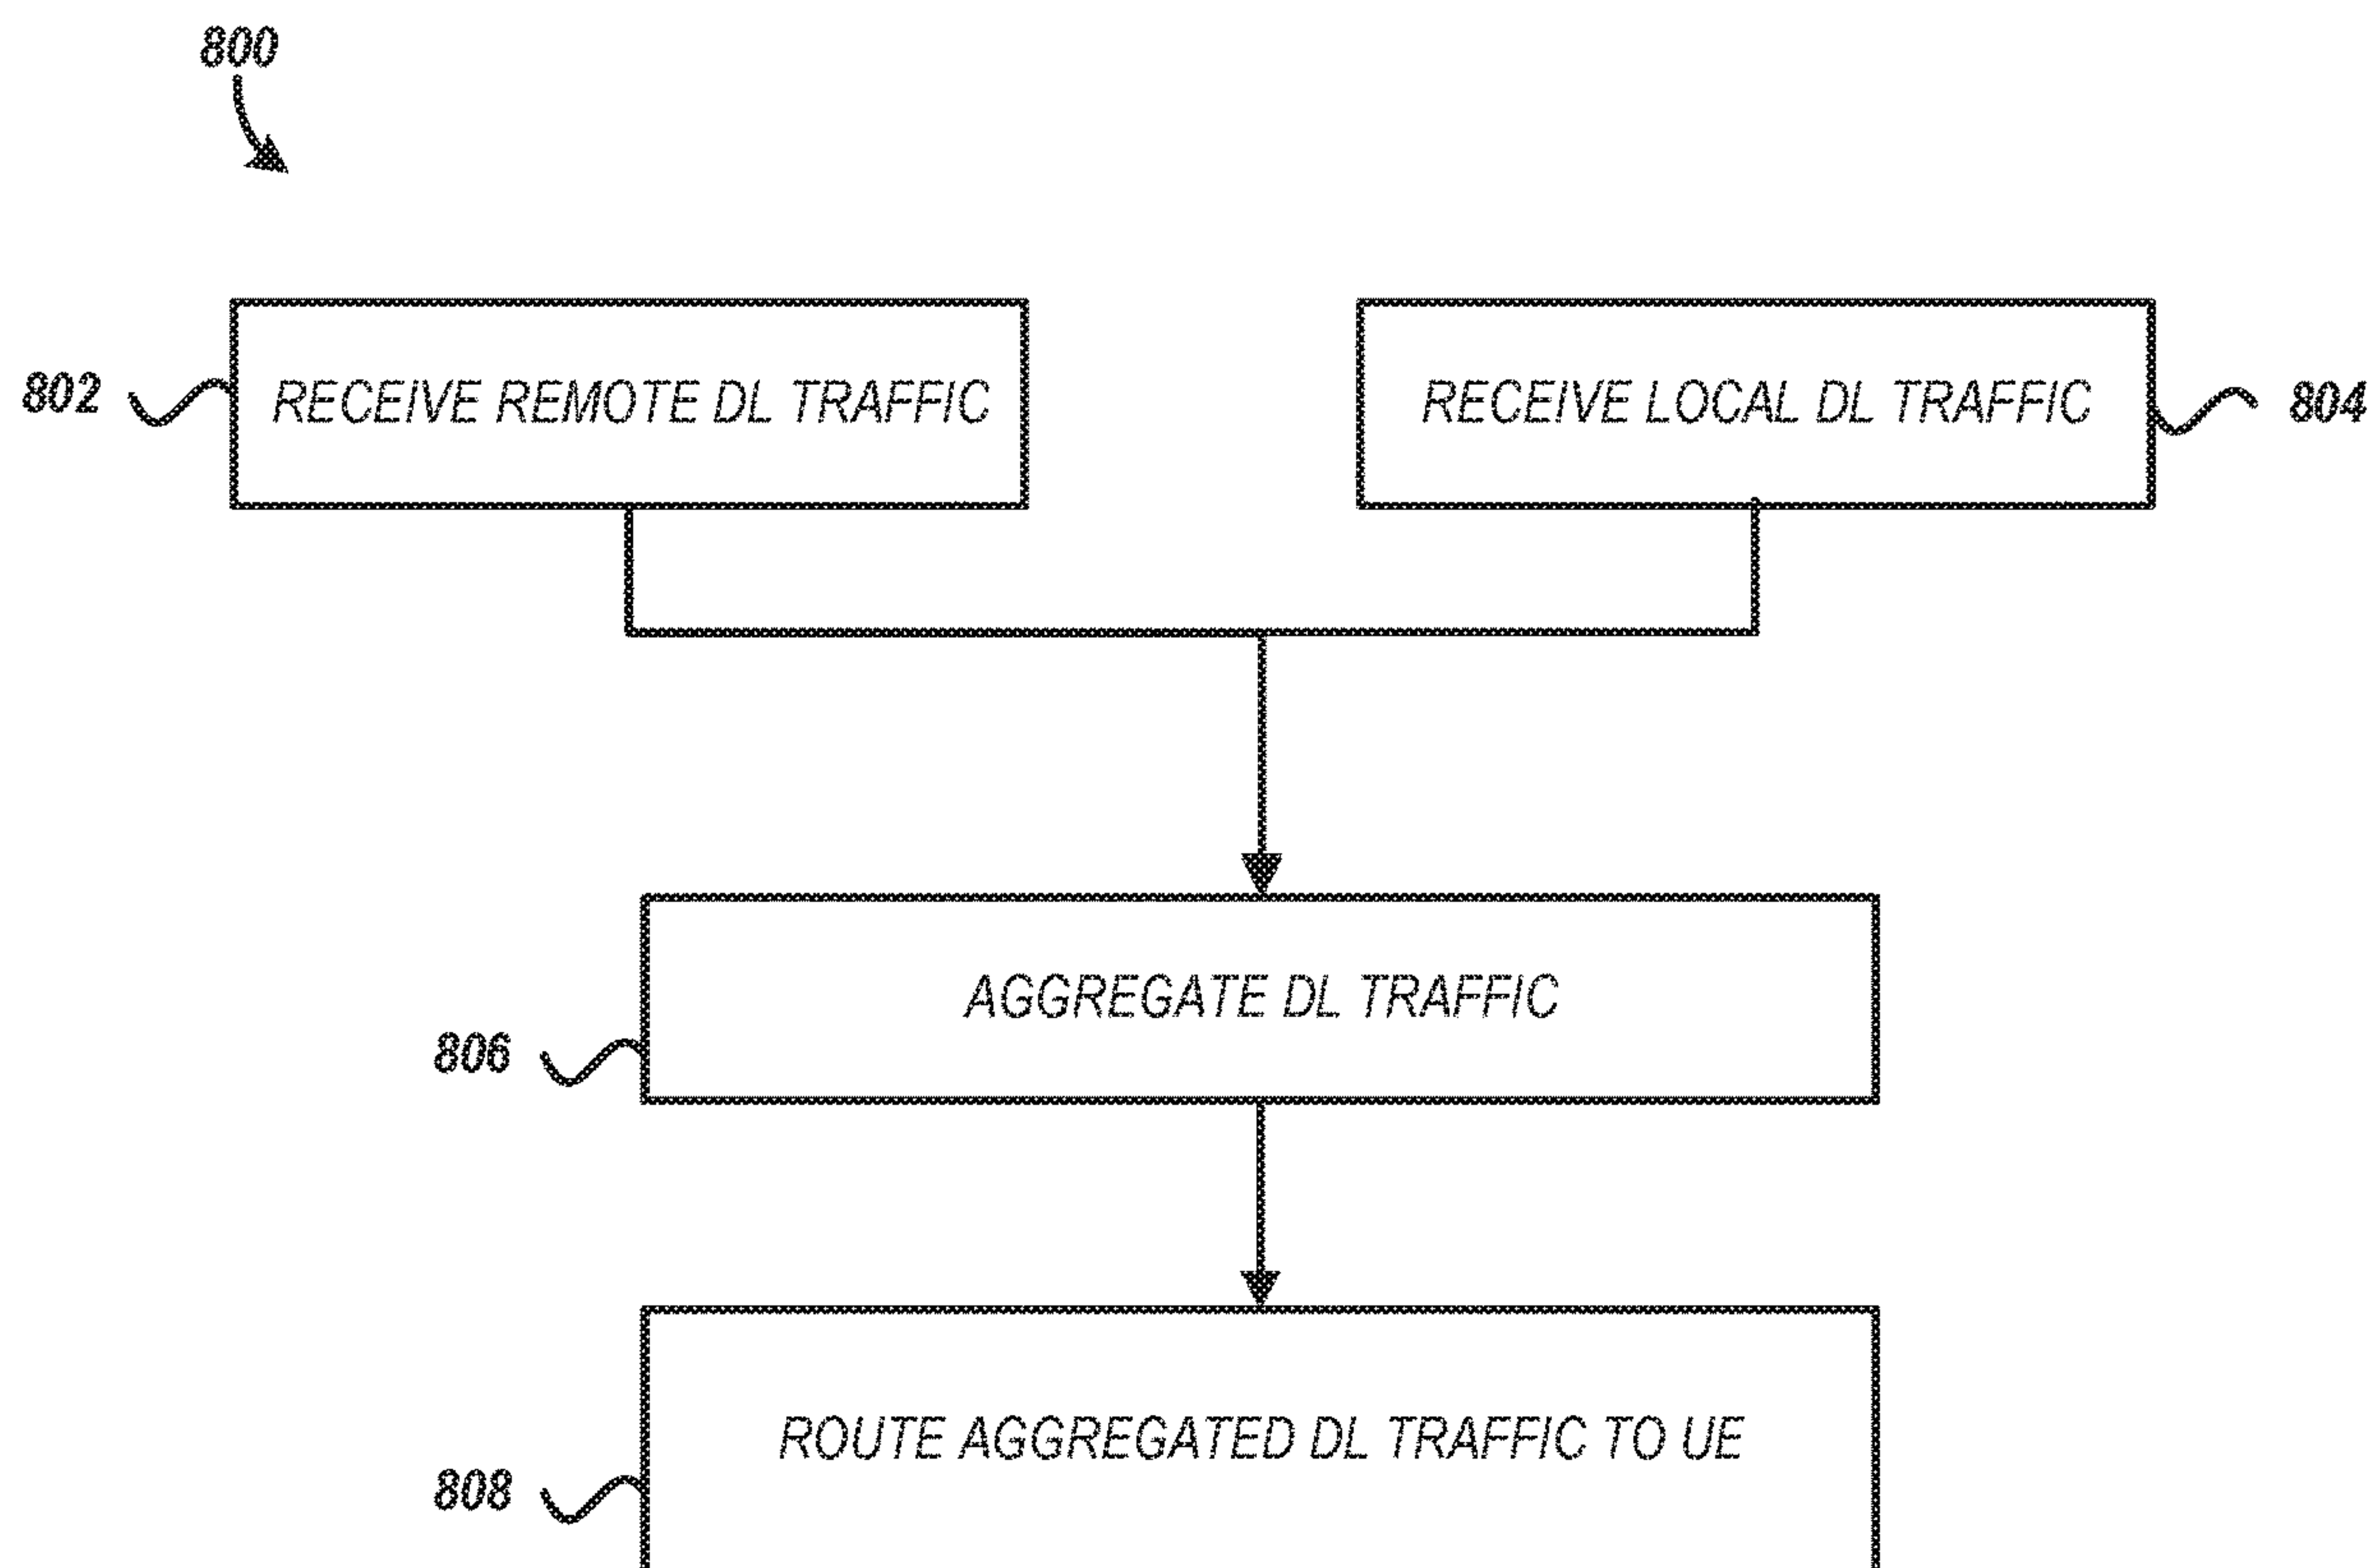 800
802
RECEIVE REMOTE DL TRAFFIC
RECEIVE LOCAL DL TRAFFIC
804
AGGREGATE DL TRAFFIC
806
ROUTE AGGREGATED DL TRAFFIC TO UE
808